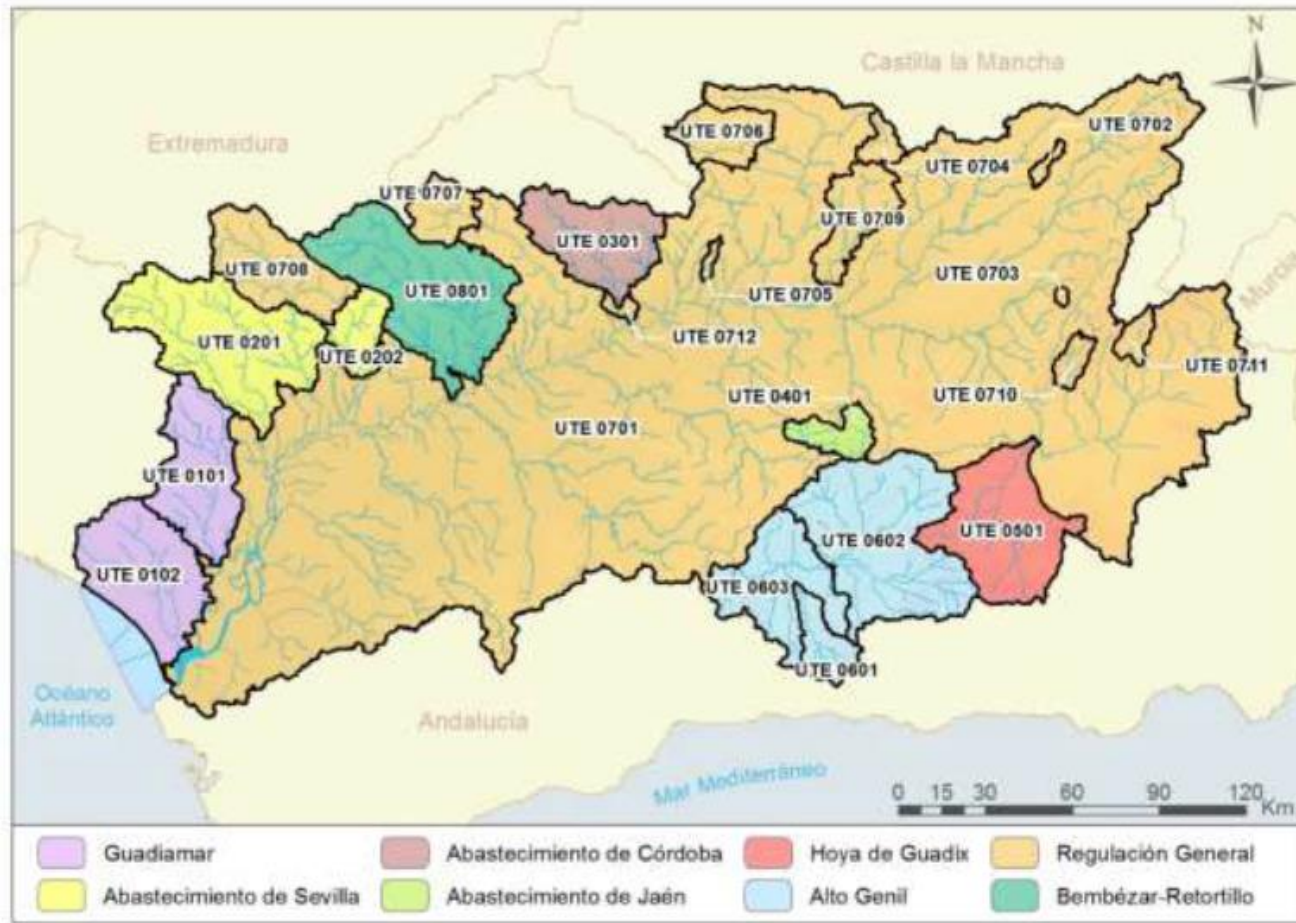 N
Castilla la Mancha
Extremadura
UTE 0706
UTE 0702
UTE 0704
UTE 0707
UTE 0709
UTE 0301
UTE 0708
UTE 0703
UTE 0801
UTE 0705
Murcia
UTE 0201
UTE 0202
UTE 0712
UTE 0711
UTE 0401
UTE 0710
UTE 0701
UTE 0101
UTE 0501
UTE 0602
UTE 0102
UTE 0603
UTE 0601
Océano
Atlántico
Andalucía
Mar Mediterráneo
0 15 30 60 90 120
Km
Guadiamar
Abastecimiento de Córdoba
Hoya de Guadix
Regulación General
Abastecimiento de Sevilla
Abastecimiento de Jaén
Alto Genil
Bembézar-Retortillo